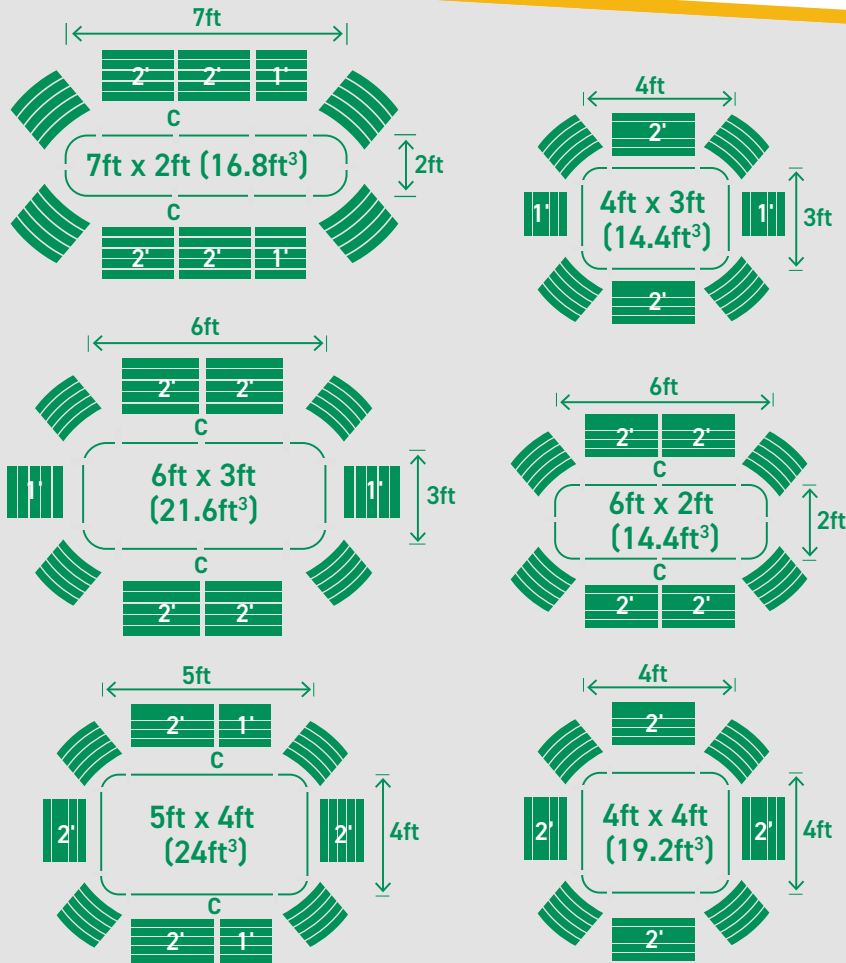 7ft
2' 2' 1'
C
7ft x 2ft (16.8ft³)
2ft
C
2' 2' 1'
4ft
2'
1' 4ft x 3ft 1'
(14.4ft³)
3ft
2'
6ft
2' 2'
C
1' 6ft x 3ft 1'
(21.6ft³)
3ft
C
2' 2'
6ft
2' 2'
C
6ft x 2ft
(14.4ft³)
2ft
C
2' 2'
5ft
2' 1'
C
2' 5ft x 4ft 2'
(24ft³)
4ft
C
2' 1'
4ft
2'
2' 4ft x 4ft 2'
(19.2ft³)
4ft
2'